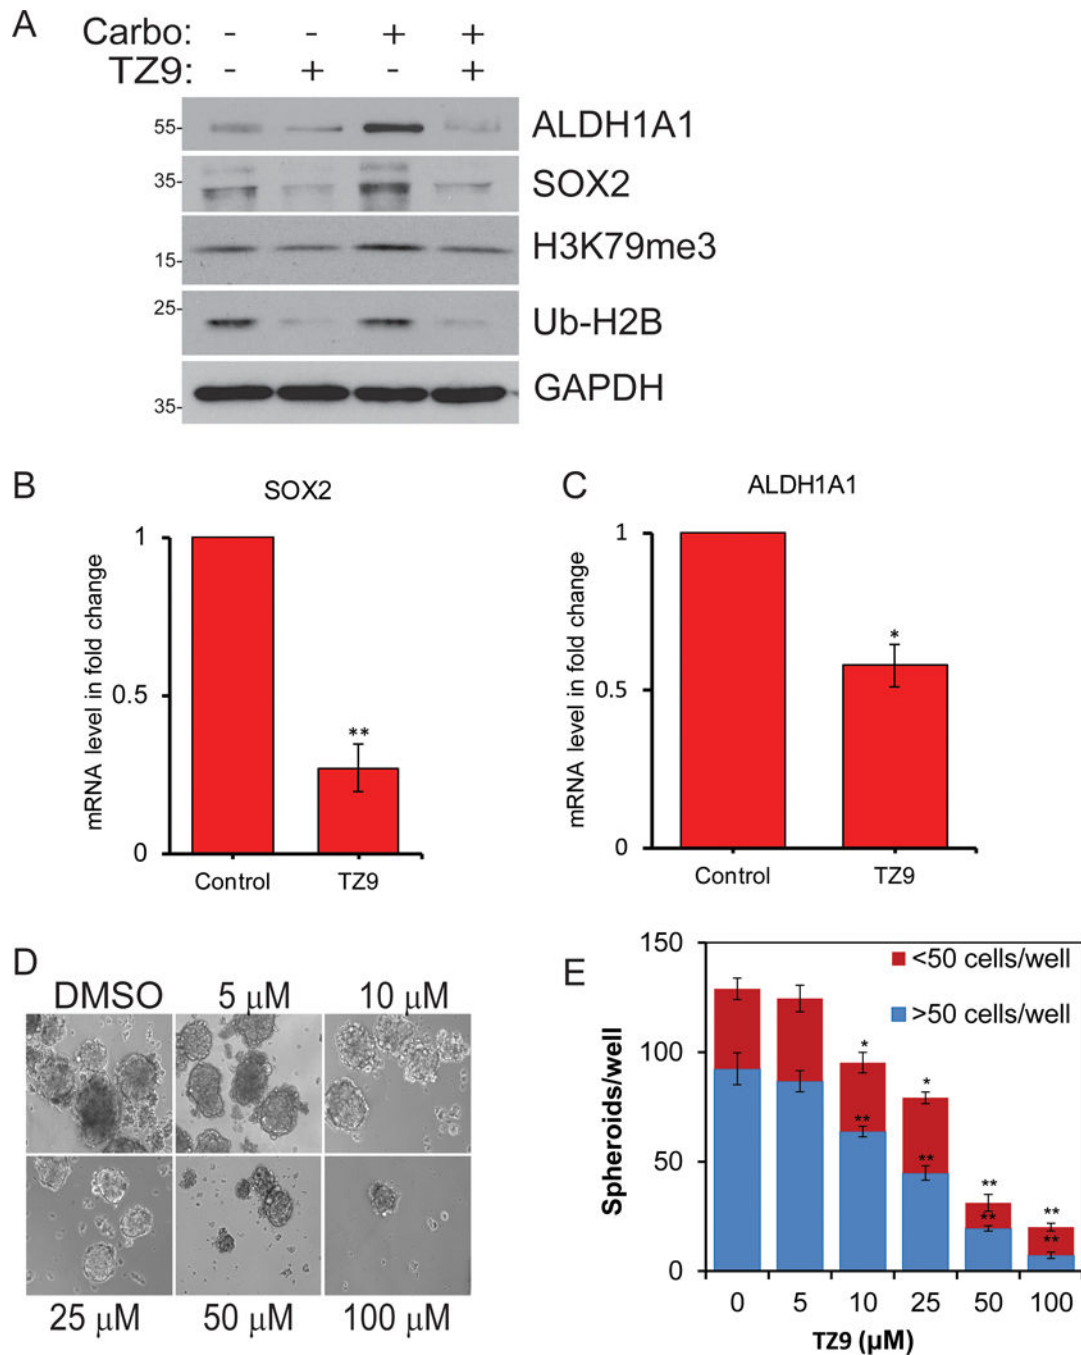 A
Carbo: - - + +
TZ9: - + - +
55-
ALDH1A1
35-
SOX2
15-
H3K79me3
25-
Ub-H2B
35-
GAPDH
B
SOX2
mRNA level in fold change
1
0.5
0
**
Control TZ9
C
ALDH1A1
mRNA level in fold change
1
0.5
0
*
Control TZ9
D
DMSO 5 µM 10 µM
25 µM 50 µM 100 µM
E
Spheroids/well
150
100
50
0
<50 cells/well
>50 cells/well
* * ** **
** ** ** **
0 5 10 25 50 100
TZ9 (µM)